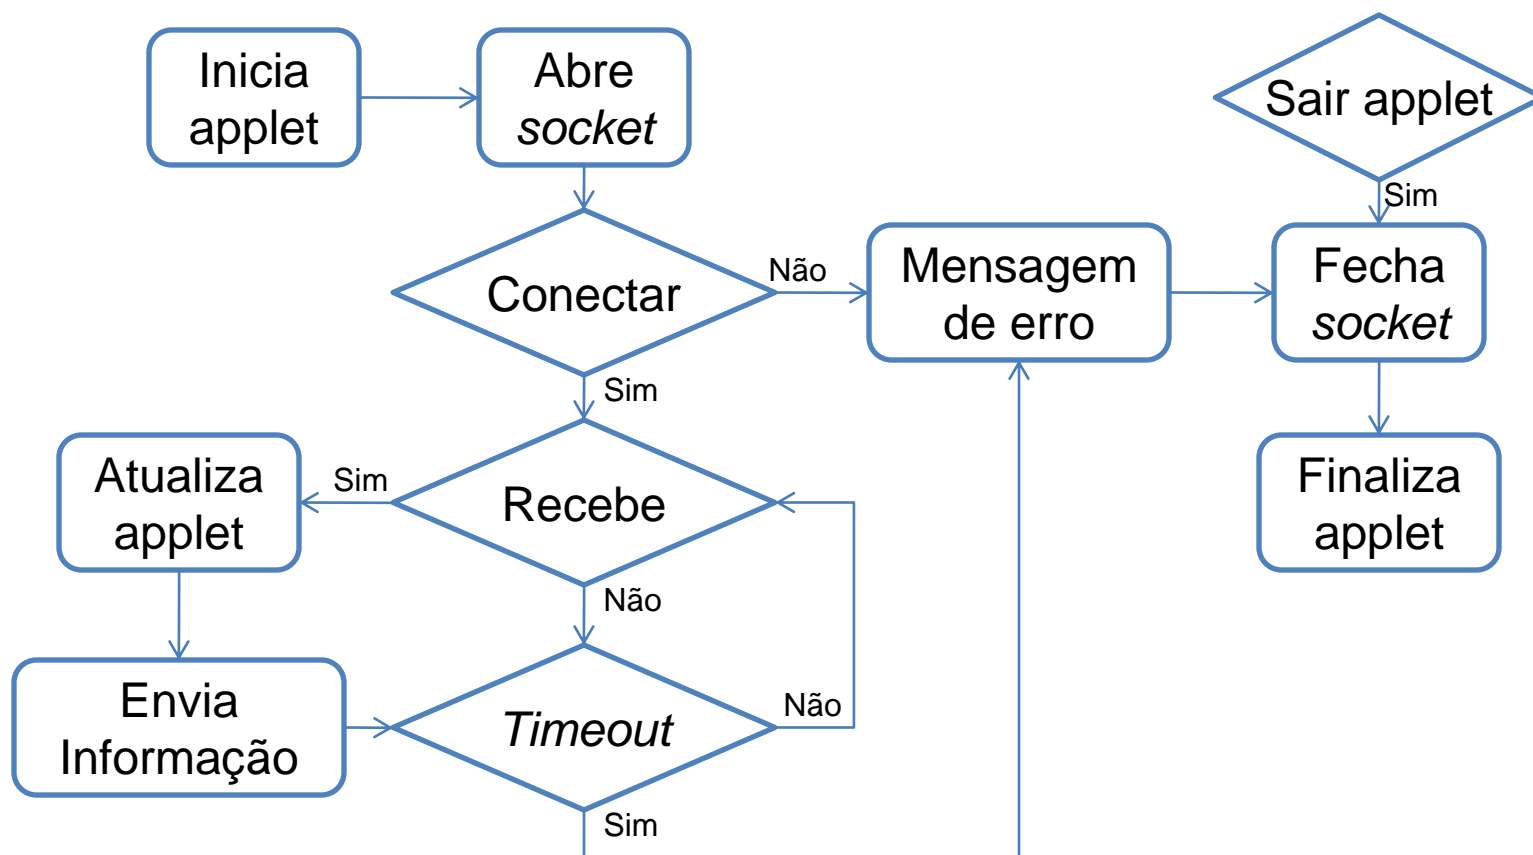 Inicia
applet
Abre
socket
Sair applet
Sim
Conectar
Não
Mensagem
de erro
Fecha
socket
Sim
Atualiza
applet
Sim
Recebe
Finaliza
applet
Não
Envia
Informação
Timeout
Não
Sim